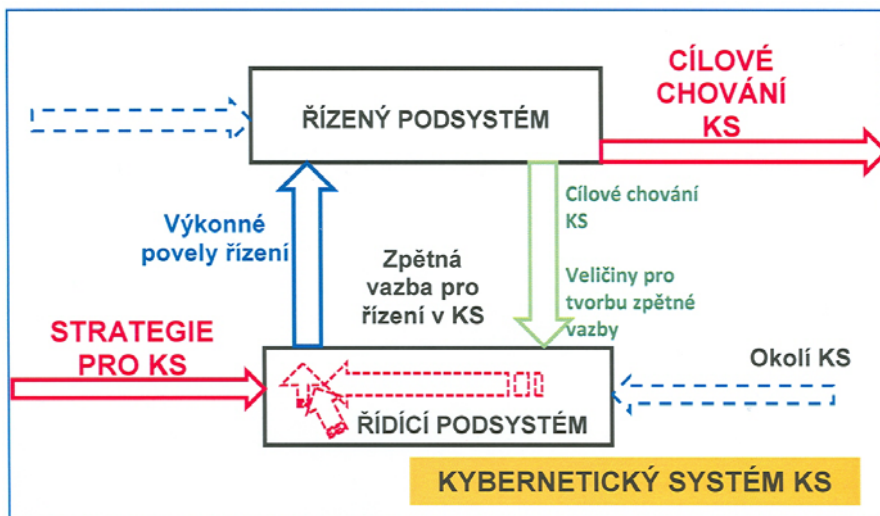 CÍLOVÉ
CHOVÁNÍ
KS
ŘÍZENÝ PODSYSTÉM
Cílové chování
KS
Výkonné
povely řízení
Zpětná
vazba pro
řízení v KS
Veličiny pro
tvorbu zpětné
vazby
STRATEGIE
PRO KS
Okolí KS
ŘÍDÍCÍ PODSYSTÉM
KYBERNETICKÝ SYSTÉM KS